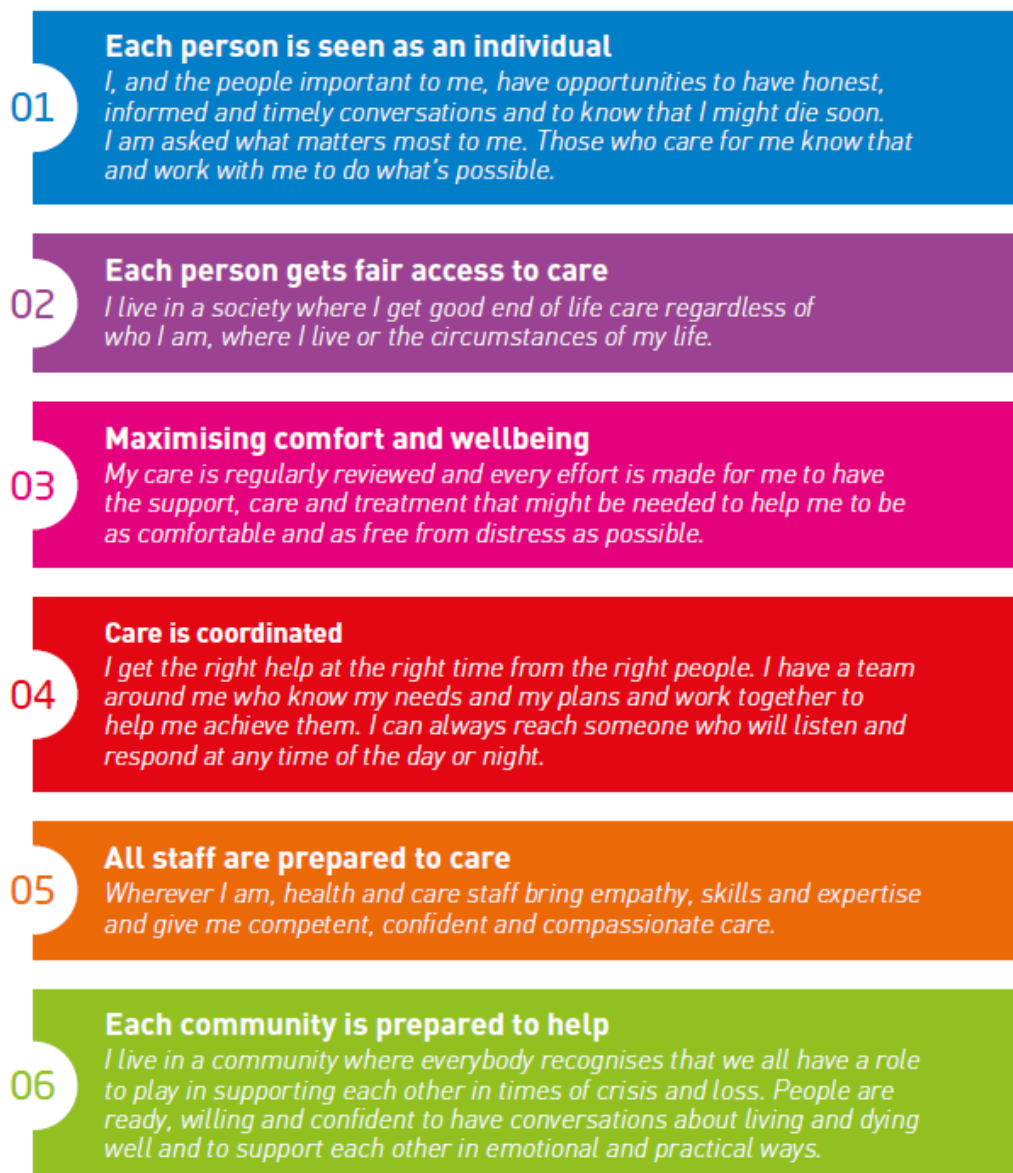 01
Each person is seen as an individual
I, and the people important to me, have opportunities to have honest,
informed and timely conversations and to know that I might die soon.
I am asked what matters most to me. Those who care for me know that
and work with me to do what's possible.
02
Each person gets fair access to care
I live in a society where I get good end of life care regardless of
who I am, where I live or the circumstances of my life.
03
Maximising comfort and wellbeing
My care is regularly reviewed and every effort is made for me to have
the support, care and treatment that might be needed to help me to be
as comfortable and as free from distress as possible.
04
Care is coordinated
I get the right help at the right time from the right people. I have a team
around me who know my needs and my plans and work together to
help me achieve them. I can always reach someone who will listen and
respond at any time of the day or night.
05
All staff are prepared to care
Wherever I am, health and care staff bring empathy, skills and expertise
and give me competent, confident and compassionate care.
06
Each community is prepared to help
I live in a community where everybody recognises that we all have a role
to play in supporting each other in times of crisis and loss. People are
ready, willing and confident to have conversations about living and dying
well and to support each other in emotional and practical ways.